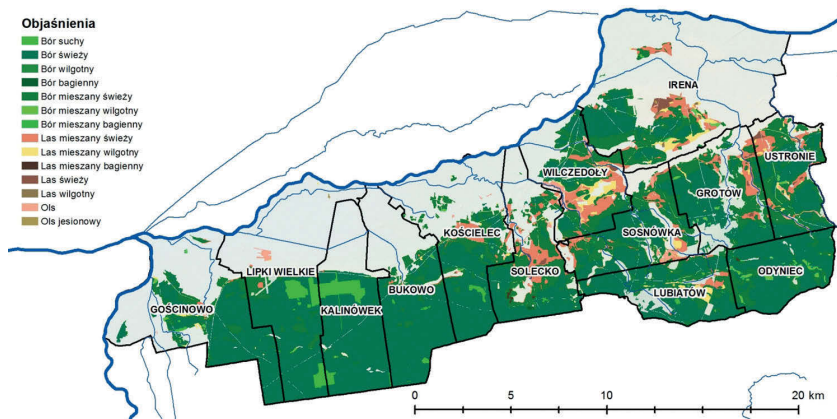 Objaśnienia
Bór suchy
Bór świeży
Bór wilgotny
Bór bagienny
Bór mieszany świeży
Bór mieszany wilgotny
Bór mieszany bagienny
Las mieszany świeży
Las mieszany wilgotny
Las mieszany bagienny
Las świeży
Las wilgotny
Ols
Ols jesionowy
IRENA
USTRONIE
WILCZEDOŁY
GROTÓW
KOŚCIELEC
SOSNÓWKA
LIPKI WIELKIE
SOLECKO
ODYNIEC
BUKOWO
LUBIATÓW
GOŚCINOWO
KALINÓWEK
0 5 10 20 km